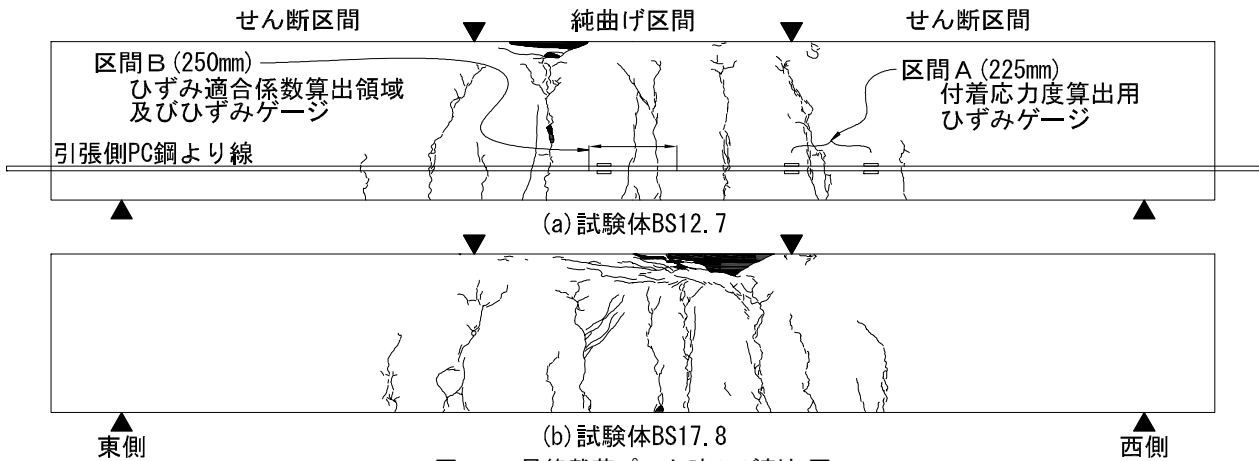 せん断区間 純曲げ区間 せん断区間
区間B(250mm)
ひずみ適合係数算出領域
及びひずみゲージ
区間A(225mm)
付着応力度算出用
ひずみゲージ
引張側PC鋼より線
(a)試験体BS12.7
(b)試験体BS17.8
東側 西側